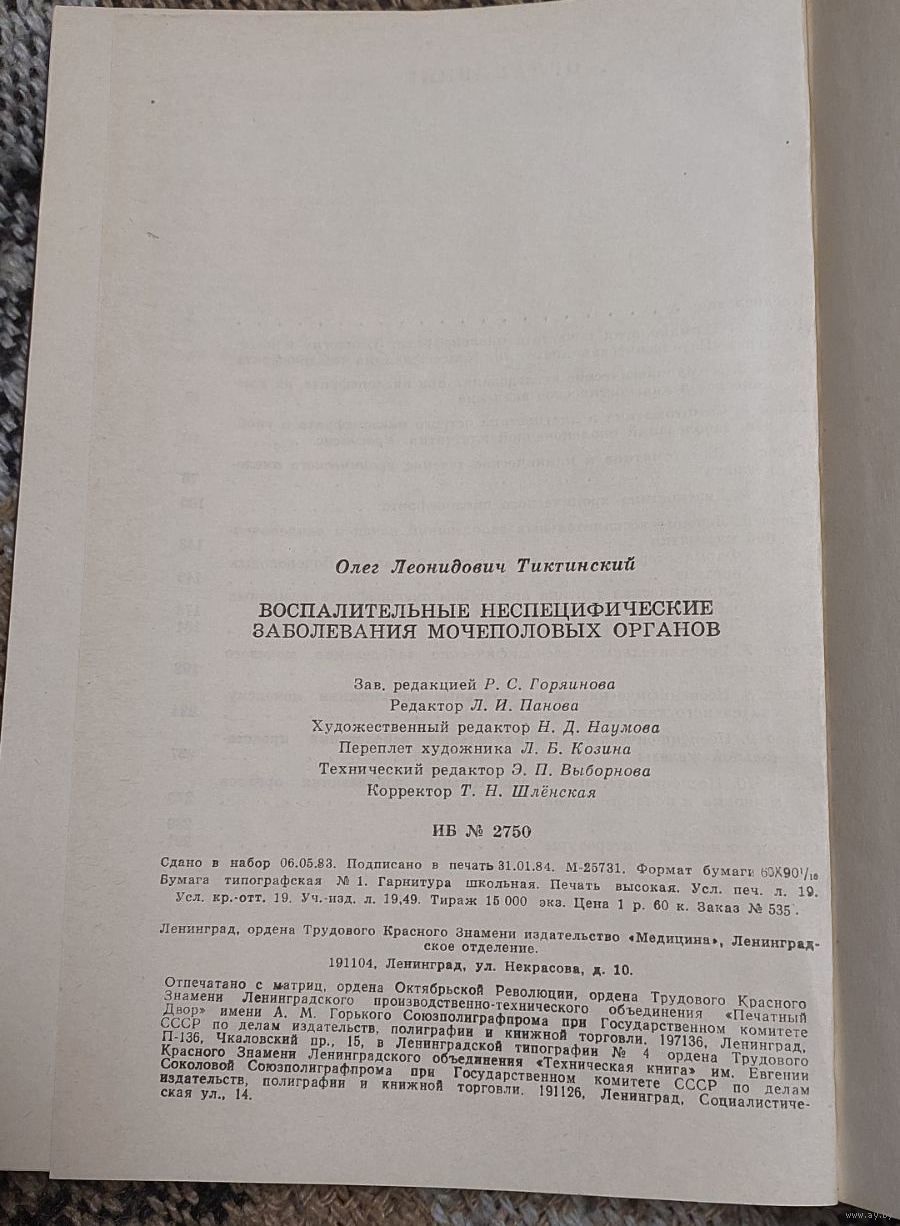 Олег Леонидович Тиктинский
ВОСПАЛИТЕЛЬНЫЕ НЕСПЕЦИФИЧЕСКИЕ
ЗАБОЛЕВАНИЯ МОЧЕПОЛОВЫХ ОРГАНОВ
Зав. редакцией Р. С. Горяинова
Редактор Л. И. Панова
Художественный редактор Н. Д. Наумова
Переплет художника Л. Б. Козина
Технический редактор Э. П. Выборнова
Корректор Т. Н. Шлёнская
ИБ № 2750
Сдано в набор 06.05.83. Подписано в печать 31.01.84. М-25731. Формат бумаги 60X90¹/₁₆
Бумага типографская № 1. Гарнитура школьная. Печать высокая. Усл. печ. л. 19.
Усл. кр.-отт. 19. Уч.-изд. л. 19,49. Тираж 15 000 экз. Цена 1 р. 60 к. Заказ № 535.
Ленинград, ордена Трудового Красного Знамени издательство «Медицина», Ленинград-
ское отделение.
191104, Ленинград, ул. Некрасова, д. 10.
Отпечатано с матриц, ордена Октябрьской Революции, ордена Трудового Красного
Знамени Ленинградского производственно-технического объединения «Печатный
Двор» имени А. М. Горького Союзполиграфпрома при Государственном комитете
СССР по делам издательств, полиграфии и книжной торговли. 197136, Ленинград,
П-136, Чкаловский пр., 15, в Ленинградской типографии № 4 ордена Трудового
Красного Знамени Ленинградского объединения «Техническая книга» им. Евгении
Соколовой Союзполиграфпрома при Государственном комитете СССР по делам
издательств, полиграфии и книжной торговли. 191126, Ленинград, Социалистиче-
ская ул., 14.
www.ay.by